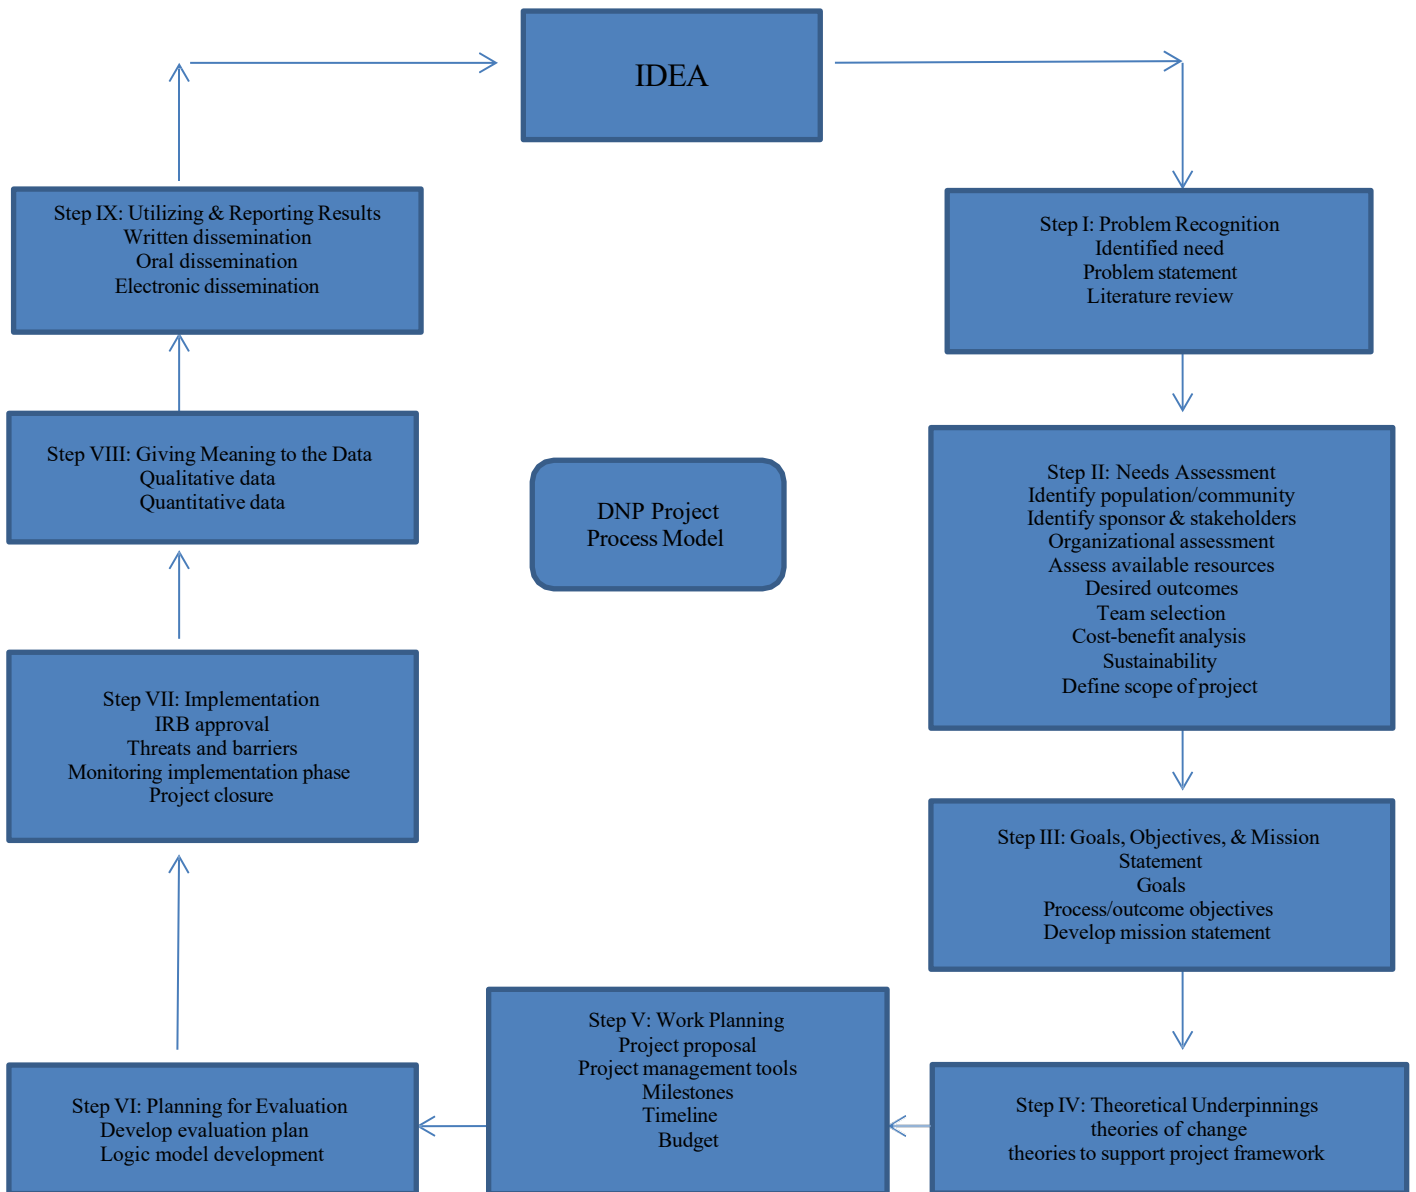 IDEA
Step I: Problem Recognition
Identified need
Problem statement
Literature review
Step II: Needs Assessment
Identify population/community
Identify sponsor & stakeholders
Organizational assessment
Assess available resources
Desired outcomes
Team selection
Cost-benefit analysis
Sustainability
Define scope of project
Step III: Goals, Objectives, & Mission
Statement
Goals
Process/outcome objectives
Develop mission statement
Step IV: Theoretical Underpinnings
theories of change
theories to support project framework
Step V: Work Planning
Project proposal
Project management tools
Milestones
Timeline
Budget
Step VI: Planning for Evaluation
Develop evaluation plan
Logic model development
Step VII: Implementation
IRB approval
Threats and barriers
Monitoring implementation phase
Project closure
Step VIII: Giving Meaning to the Data
Qualitative data
Quantitative data
Step IX: Utilizing & Reporting Results
Written dissemination
Oral dissemination
Electronic dissemination
DNP Project
Process Model